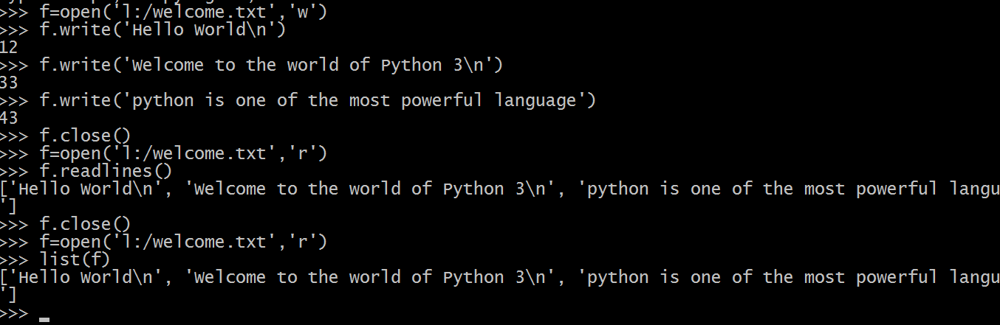 >>> f=open('l:/welcome.txt','w')
>>> f.write('Hello World\n')
12
>>> f.write('Welcome to the world of Python 3\n')
33
>>> f.write('python is one of the most powerful language')
43
>>> f.close()
>>> f=open('l:/welcome.txt','r')
>>> f.readlines()
['Hello World\n', 'Welcome to the world of Python 3\n', 'python is one of the most powerful langu
']
>>> f.close()
>>> f=open('l:/welcome.txt','r')
>>> list(f)
['Hello World\n', 'Welcome to the world of Python 3\n', 'python is one of the most powerful langu
']
>>>